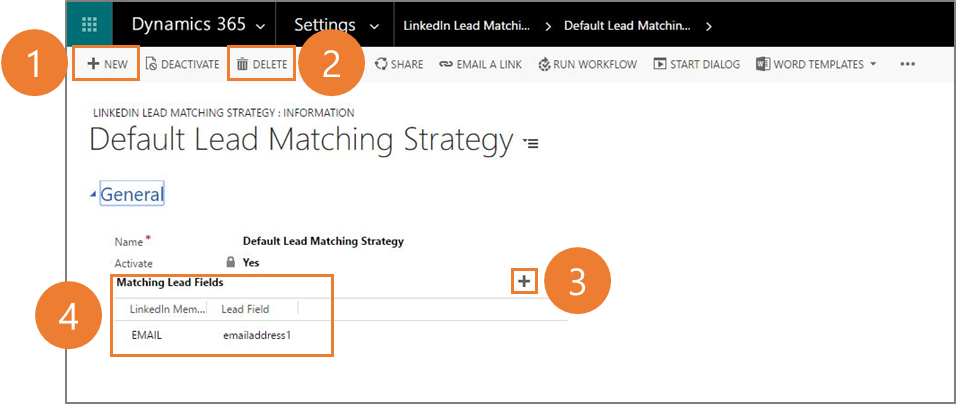 Dynamics 365 Settings LinkedIn Lead Matchi... Default Lead Matchin...
1 NEW DEACTIVATE DELETE 2 SHARE EMAIL A LINK RUN WORKFLOW START DIALOG WORD TEMPLATES
LINKEDIN LEAD MATCHING STRATEGY : INFORMATION
Default Lead Matching Strategy
General
Name * Default Lead Matching Strategy
Activate Yes
Matching Lead Fields 3
4 LinkedIn Mem... Lead Field
EMAIL emailaddress1